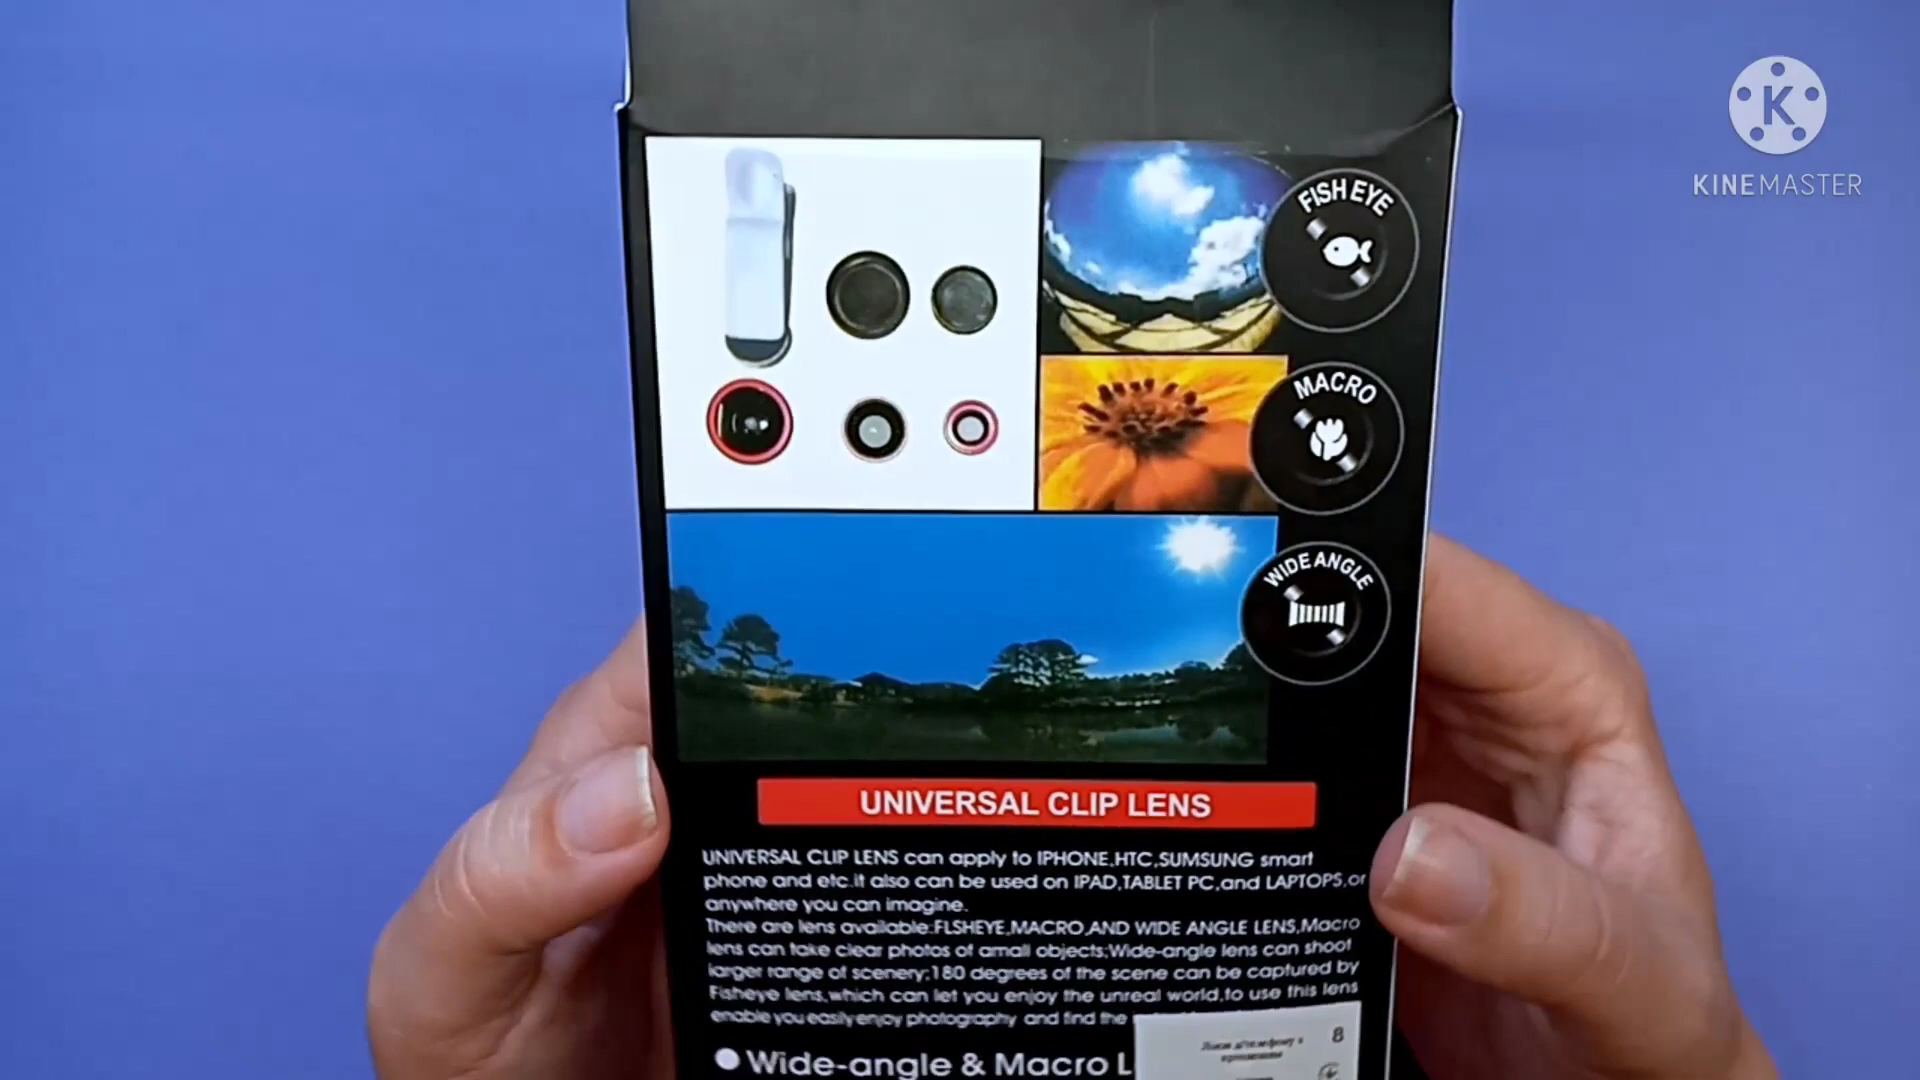 K
KINEMASTER
FISH EYE
MACRO
WIDE ANGLE
UNIVERSAL CLIP LENS
UNIVERSAL CLIP LENS can apply to IPHONE,HTC,SUMSUNG smart
phone and etc.it also can be used on IPAD,TABLET PC,and LAPTOPS,or
anywhere you can imagine.
There are lens available:FLSHEYE,MACRO,AND WIDE ANGLE LENS,Macro
lens can take clear photos of amall objects;Wide-angle lens can shoot
larger range of scenery;180 degrees of the scene can be captured by
Fisheye lens,which can let you enjoy the unreal world,to use this lens
enable you easily enjoy photography and find the
Wide-angle & Macro L
8